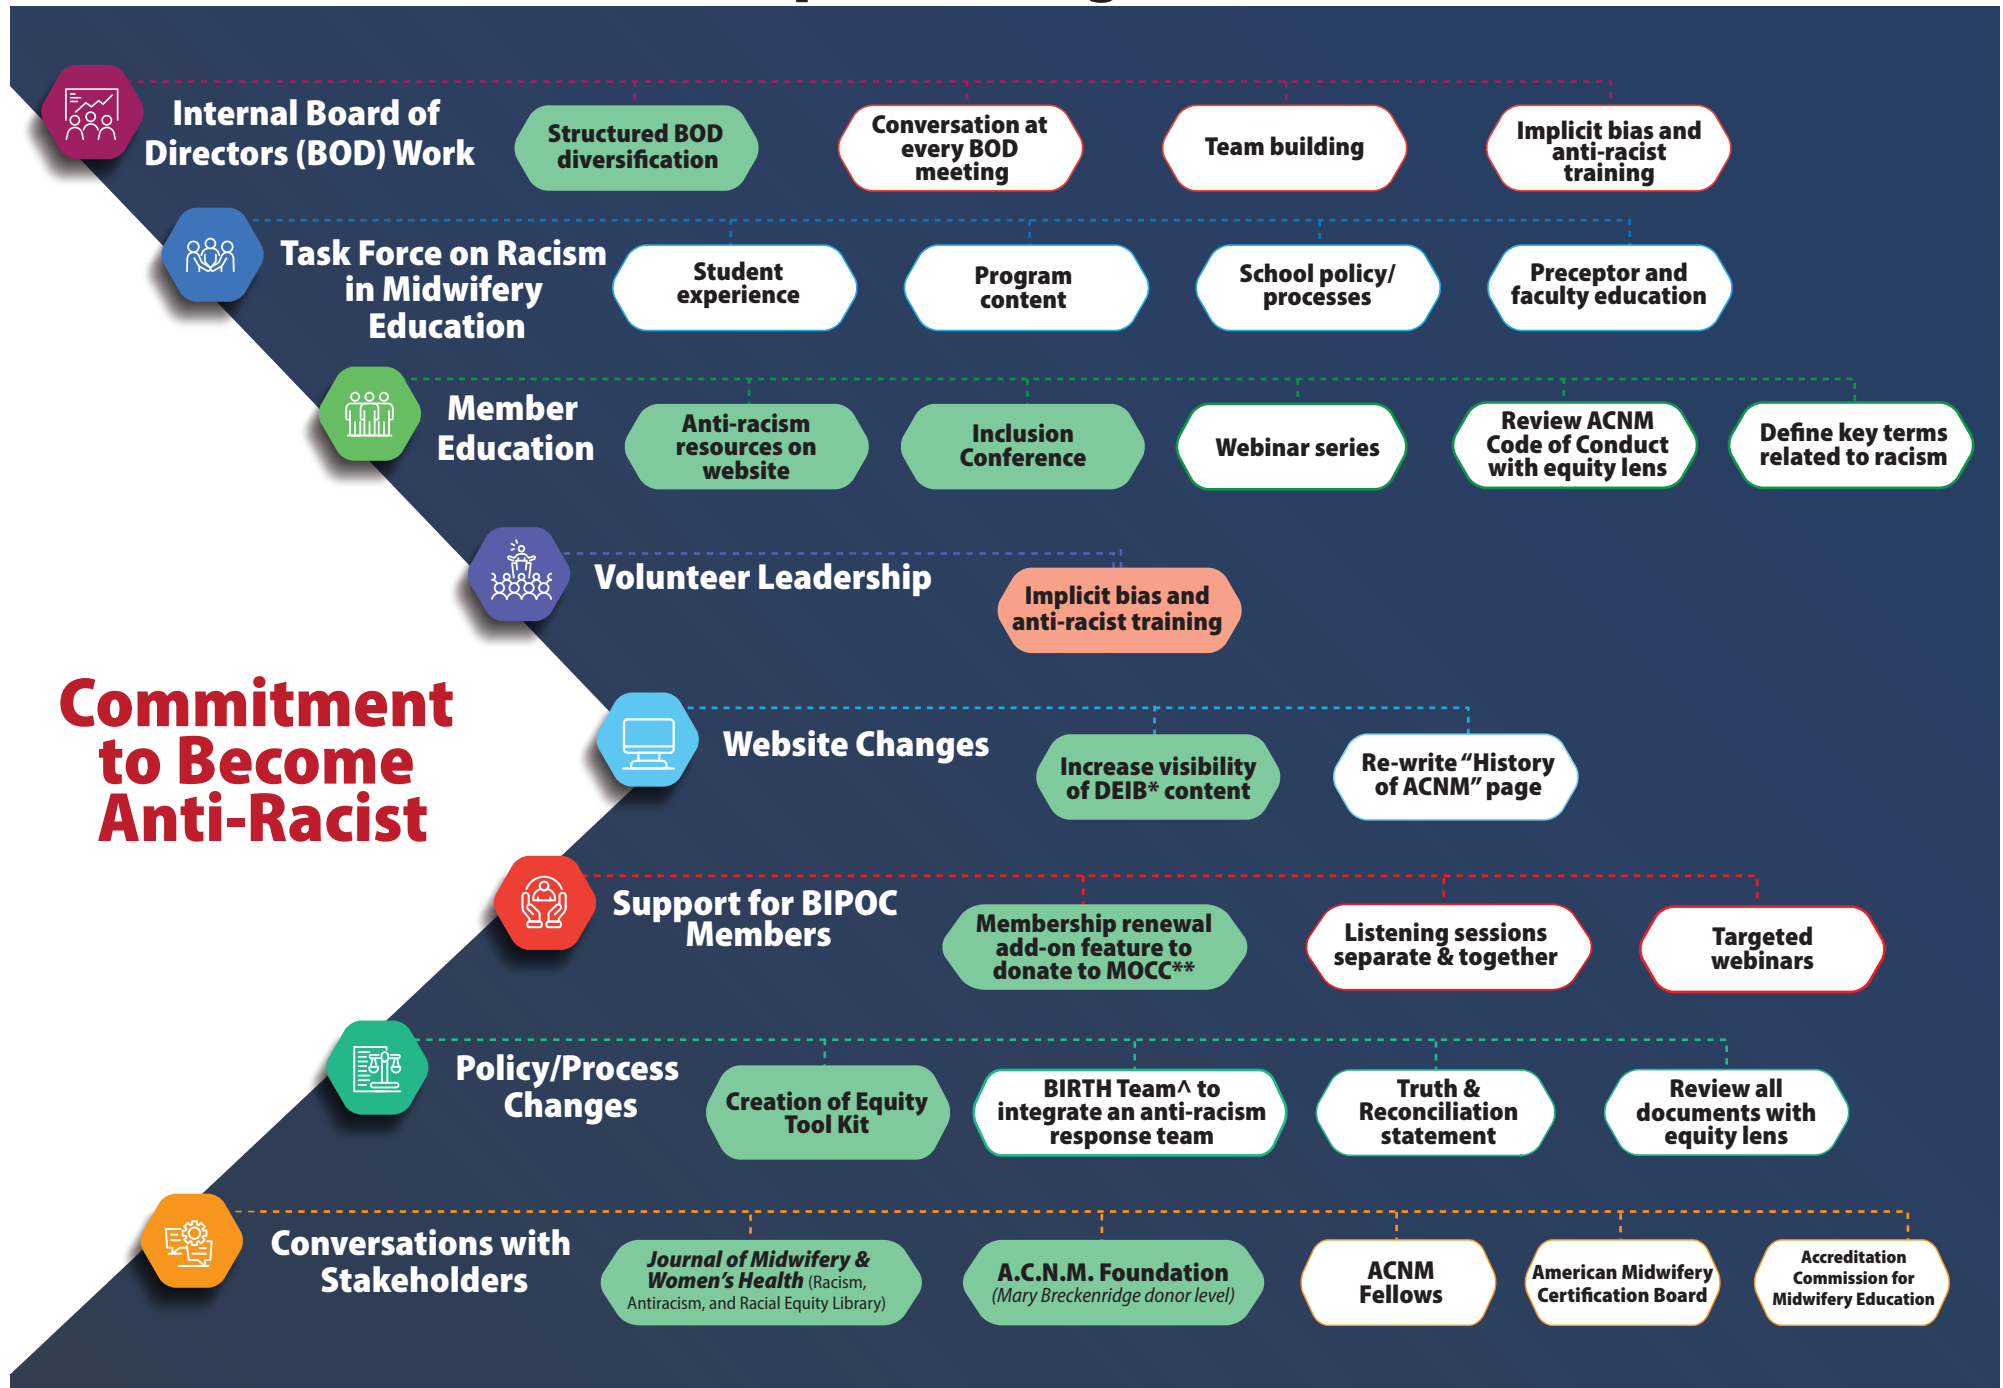 Internal Board of
Directors (BOD) Work
Structured BOD
diversification
Conversation at
every BOD
meeting
Team building
Implicit bias and
anti-racist
training
Task Force on Racism
in Midwifery
Education
Student
experience
Program
content
School policy/
processes
Preceptor and
faculty education
Member
Education
Anti-racism
resources on
website
Inclusion
Conference
Webinar series
Review ACNM
Code of Conduct
with equity lens
Define key terms
related to racism
Volunteer Leadership
Implicit bias and
anti-racist training
Commitment
to Become
Anti-Racist
Website Changes
Increase visibility
of DEIB* content
Re-write “History
of ACNM” page
Support for BIPOC
Members
Membership renewal
add-on feature to
donate to MOCC**
Listening sessions
separate & together
Targeted
webinars
Policy/Process
Changes
Creation of Equity
Tool Kit
BIRTH Team^ to
integrate an anti-racism
response team
Truth &
Reconciliation
statement
Review all
documents with
equity lens
Conversations with
Stakeholders
Journal of Midwifery &
Women’s Health (Racism,
Antiracism, and Racial Equity Library)
A.C.N.M. Foundation
(Mary Breckenridge donor level)
ACNM
Fellows
American Midwifery
Certification Board
Accreditation
Commission for
Midwifery Education